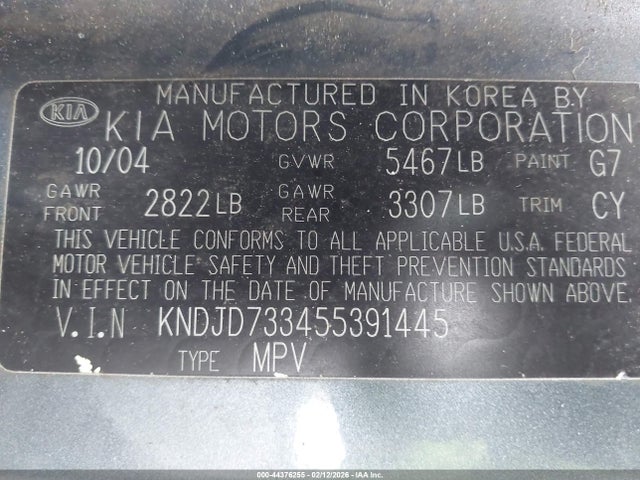 MANUFACTURED IN KOREA BY
KIA KIA MOTORS CORPORATION
10/04 GVWR 5467LB PAINT G7
GAWR FRONT 2822LB GAWR REAR 3307LB TRIM CY
THIS VEHICLE CONFORMS TO ALL APPLICABLE U.S.A. FEDERAL
MOTOR VEHICLE SAFETY AND THEFT PREVENTION STANDARDS
IN EFFECT ON THE DATE OF MANUFACTURE SHOWN ABOVE.
V.I.N KNDJD733455391445
TYPE MPV
000-44376255 - 02/12/2026 - IAA Inc.